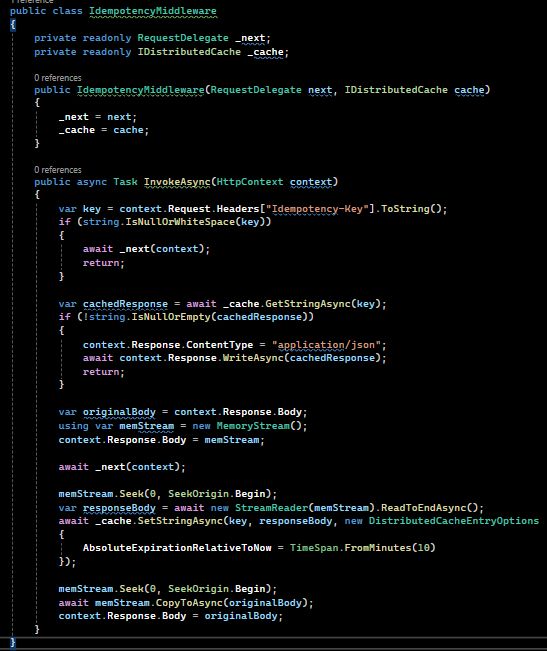 1 reference
public class IdempotencyMiddleware
{
    private readonly RequestDelegate _next;
    private readonly IDistributedCache _cache;

    0 references
    public IdempotencyMiddleware(RequestDelegate next, IDistributedCache cache)
    {
        _next = next;
        _cache = cache;
    }

    0 references
    public async Task InvokeAsync(HttpContext context)
    {
        var key = context.Request.Headers["Idempotency-Key"].ToString();
        if (string.IsNullOrWhiteSpace(key))
        {
            await _next(context);
            return;
        }

        var cachedResponse = await _cache.GetStringAsync(key);
        if (!string.IsNullOrEmpty(cachedResponse))
        {
            context.Response.ContentType = "application/json";
            await context.Response.WriteAsync(cachedResponse);
            return;
        }

        var originalBody = context.Response.Body;
        using var memStream = new MemoryStream();
        context.Response.Body = memStream;

        await _next(context);

        memStream.Seek(0, SeekOrigin.Begin);
        var responseBody = await new StreamReader(memStream).ReadToEndAsync();
        await _cache.SetStringAsync(key, responseBody, new DistributedCacheEntryOptions
        {
            AbsoluteExpirationRelativeToNow = TimeSpan.FromMinutes(10)
        });

        memStream.Seek(0, SeekOrigin.Begin);
        await memStream.CopyToAsync(originalBody);
        context.Response.Body = originalBody;
    }
}